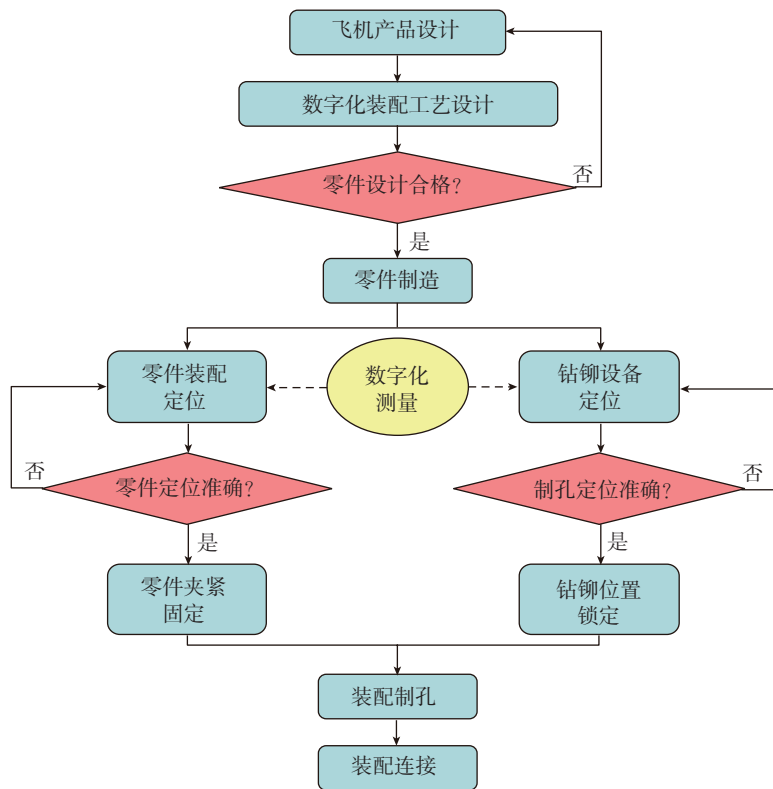 飞机产品设计
数字化装配工艺设计
零件设计合格?
否
是
零件制造
零件装配
定位
数字化
测量
钻铆设备
定位
否
零件定位准确?
制孔定位准确?
否
是
是
零件夹紧
固定
钻铆位置
锁定
装配制孔
装配连接